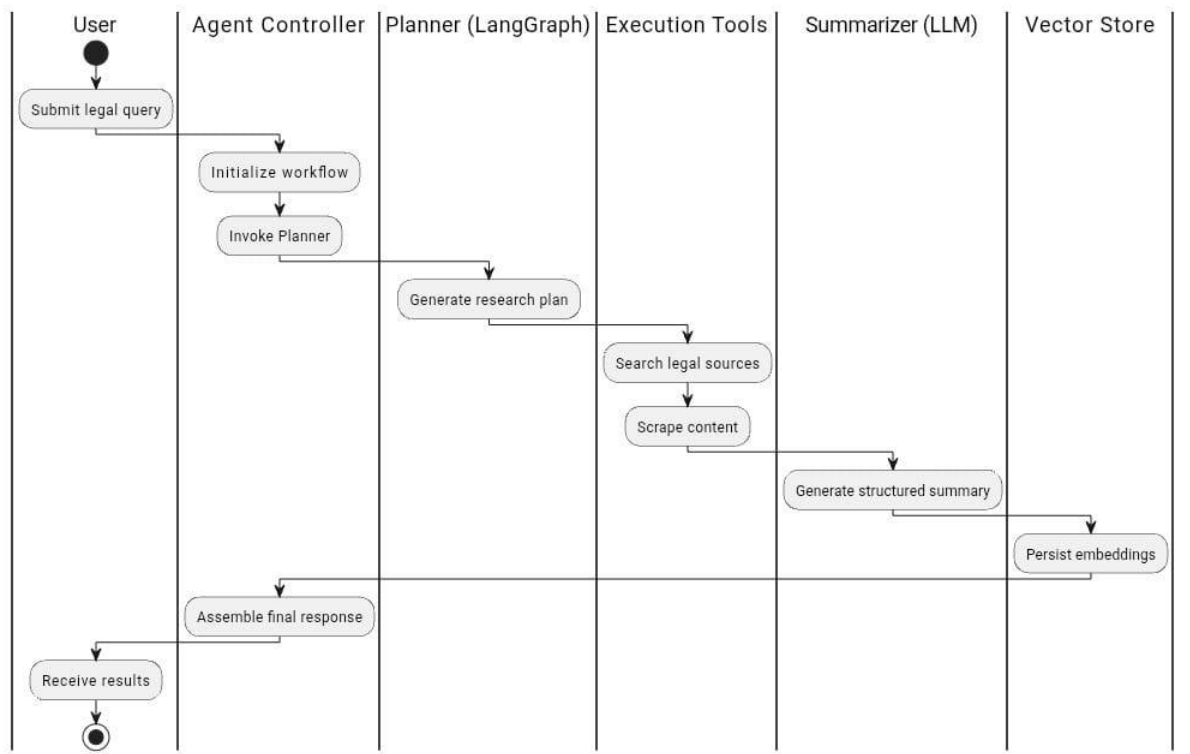 User
Agent Controller
Planner (LangGraph)
Execution Tools
Summarizer (LLM)
Vector Store
Submit legal query
Initialize workflow
Invoke Planner
Generate research plan
Search legal sources
Scrape content
Generate structured summary
Persist embeddings
Assemble final response
Receive results